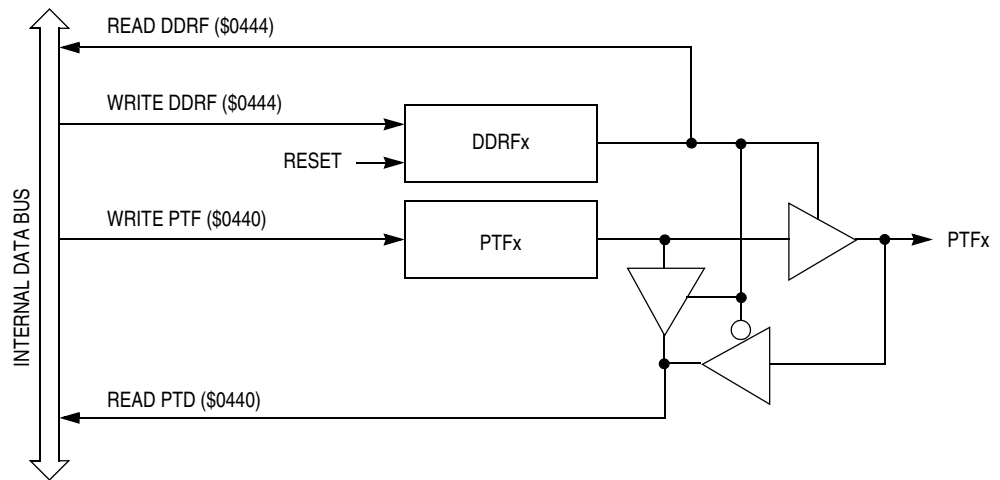 READ DDRF ($0444)
WRITE DDRF ($0444)
DDRFx
RESET
INTERNAL DATA BUS
WRITE PTF ($0440)
PTFx
PTFx
READ PTD ($0440)